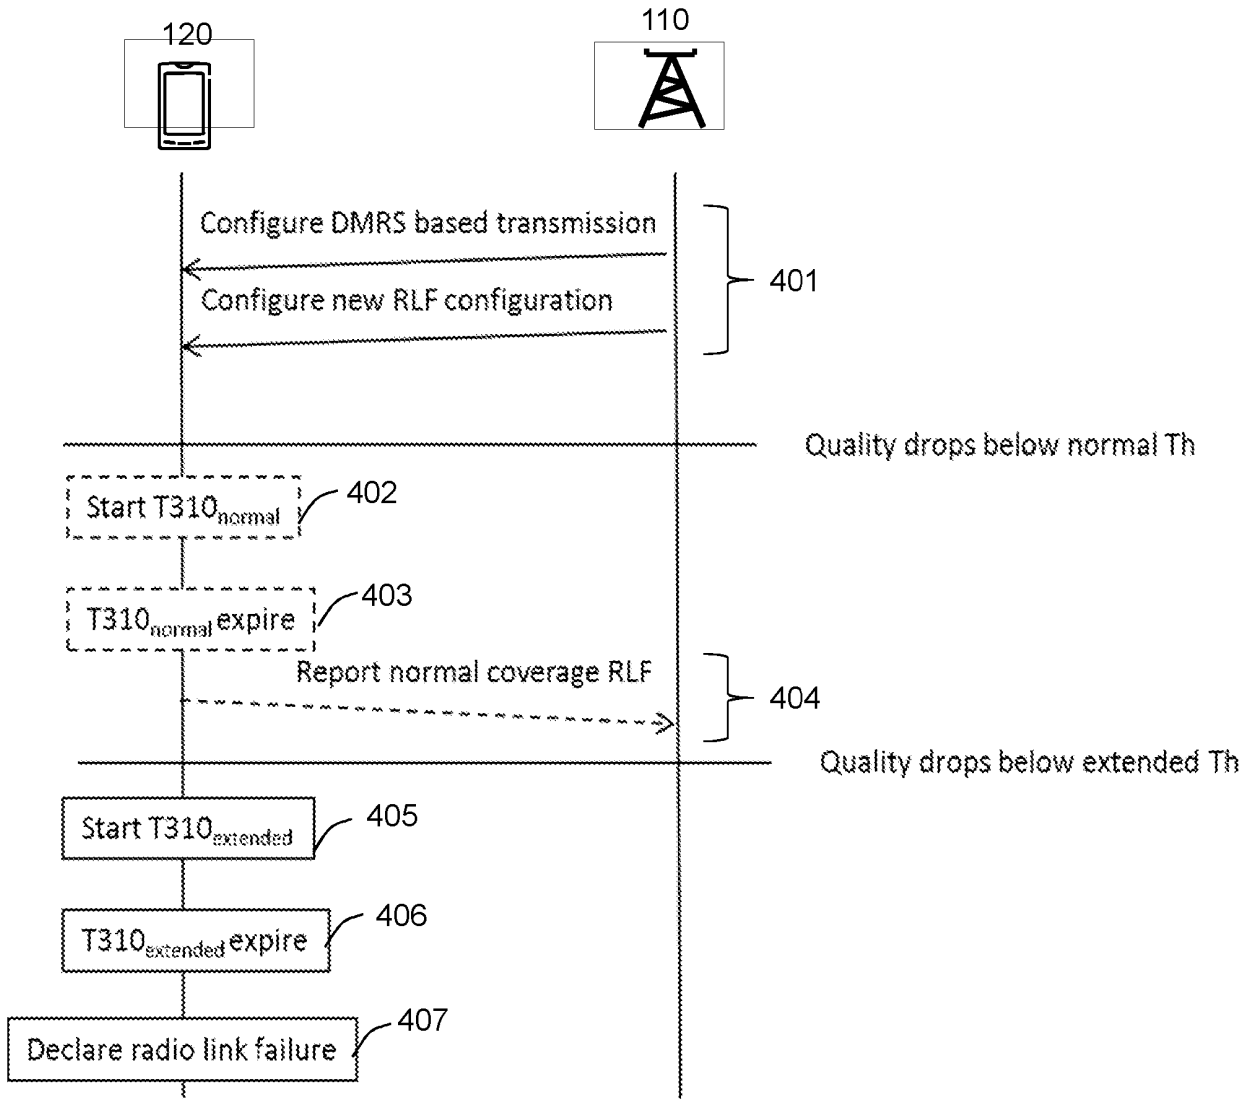 120
110
Configure DMRS based transmission
Configure new RLF configuration
401
Quality drops below normal Th
Start T310normal
402
T310normal expire
403
Report normal coverage RLF
404
Quality drops below extended Th
Start T310extended
405
T310extended expire
406
Declare radio link failure
407